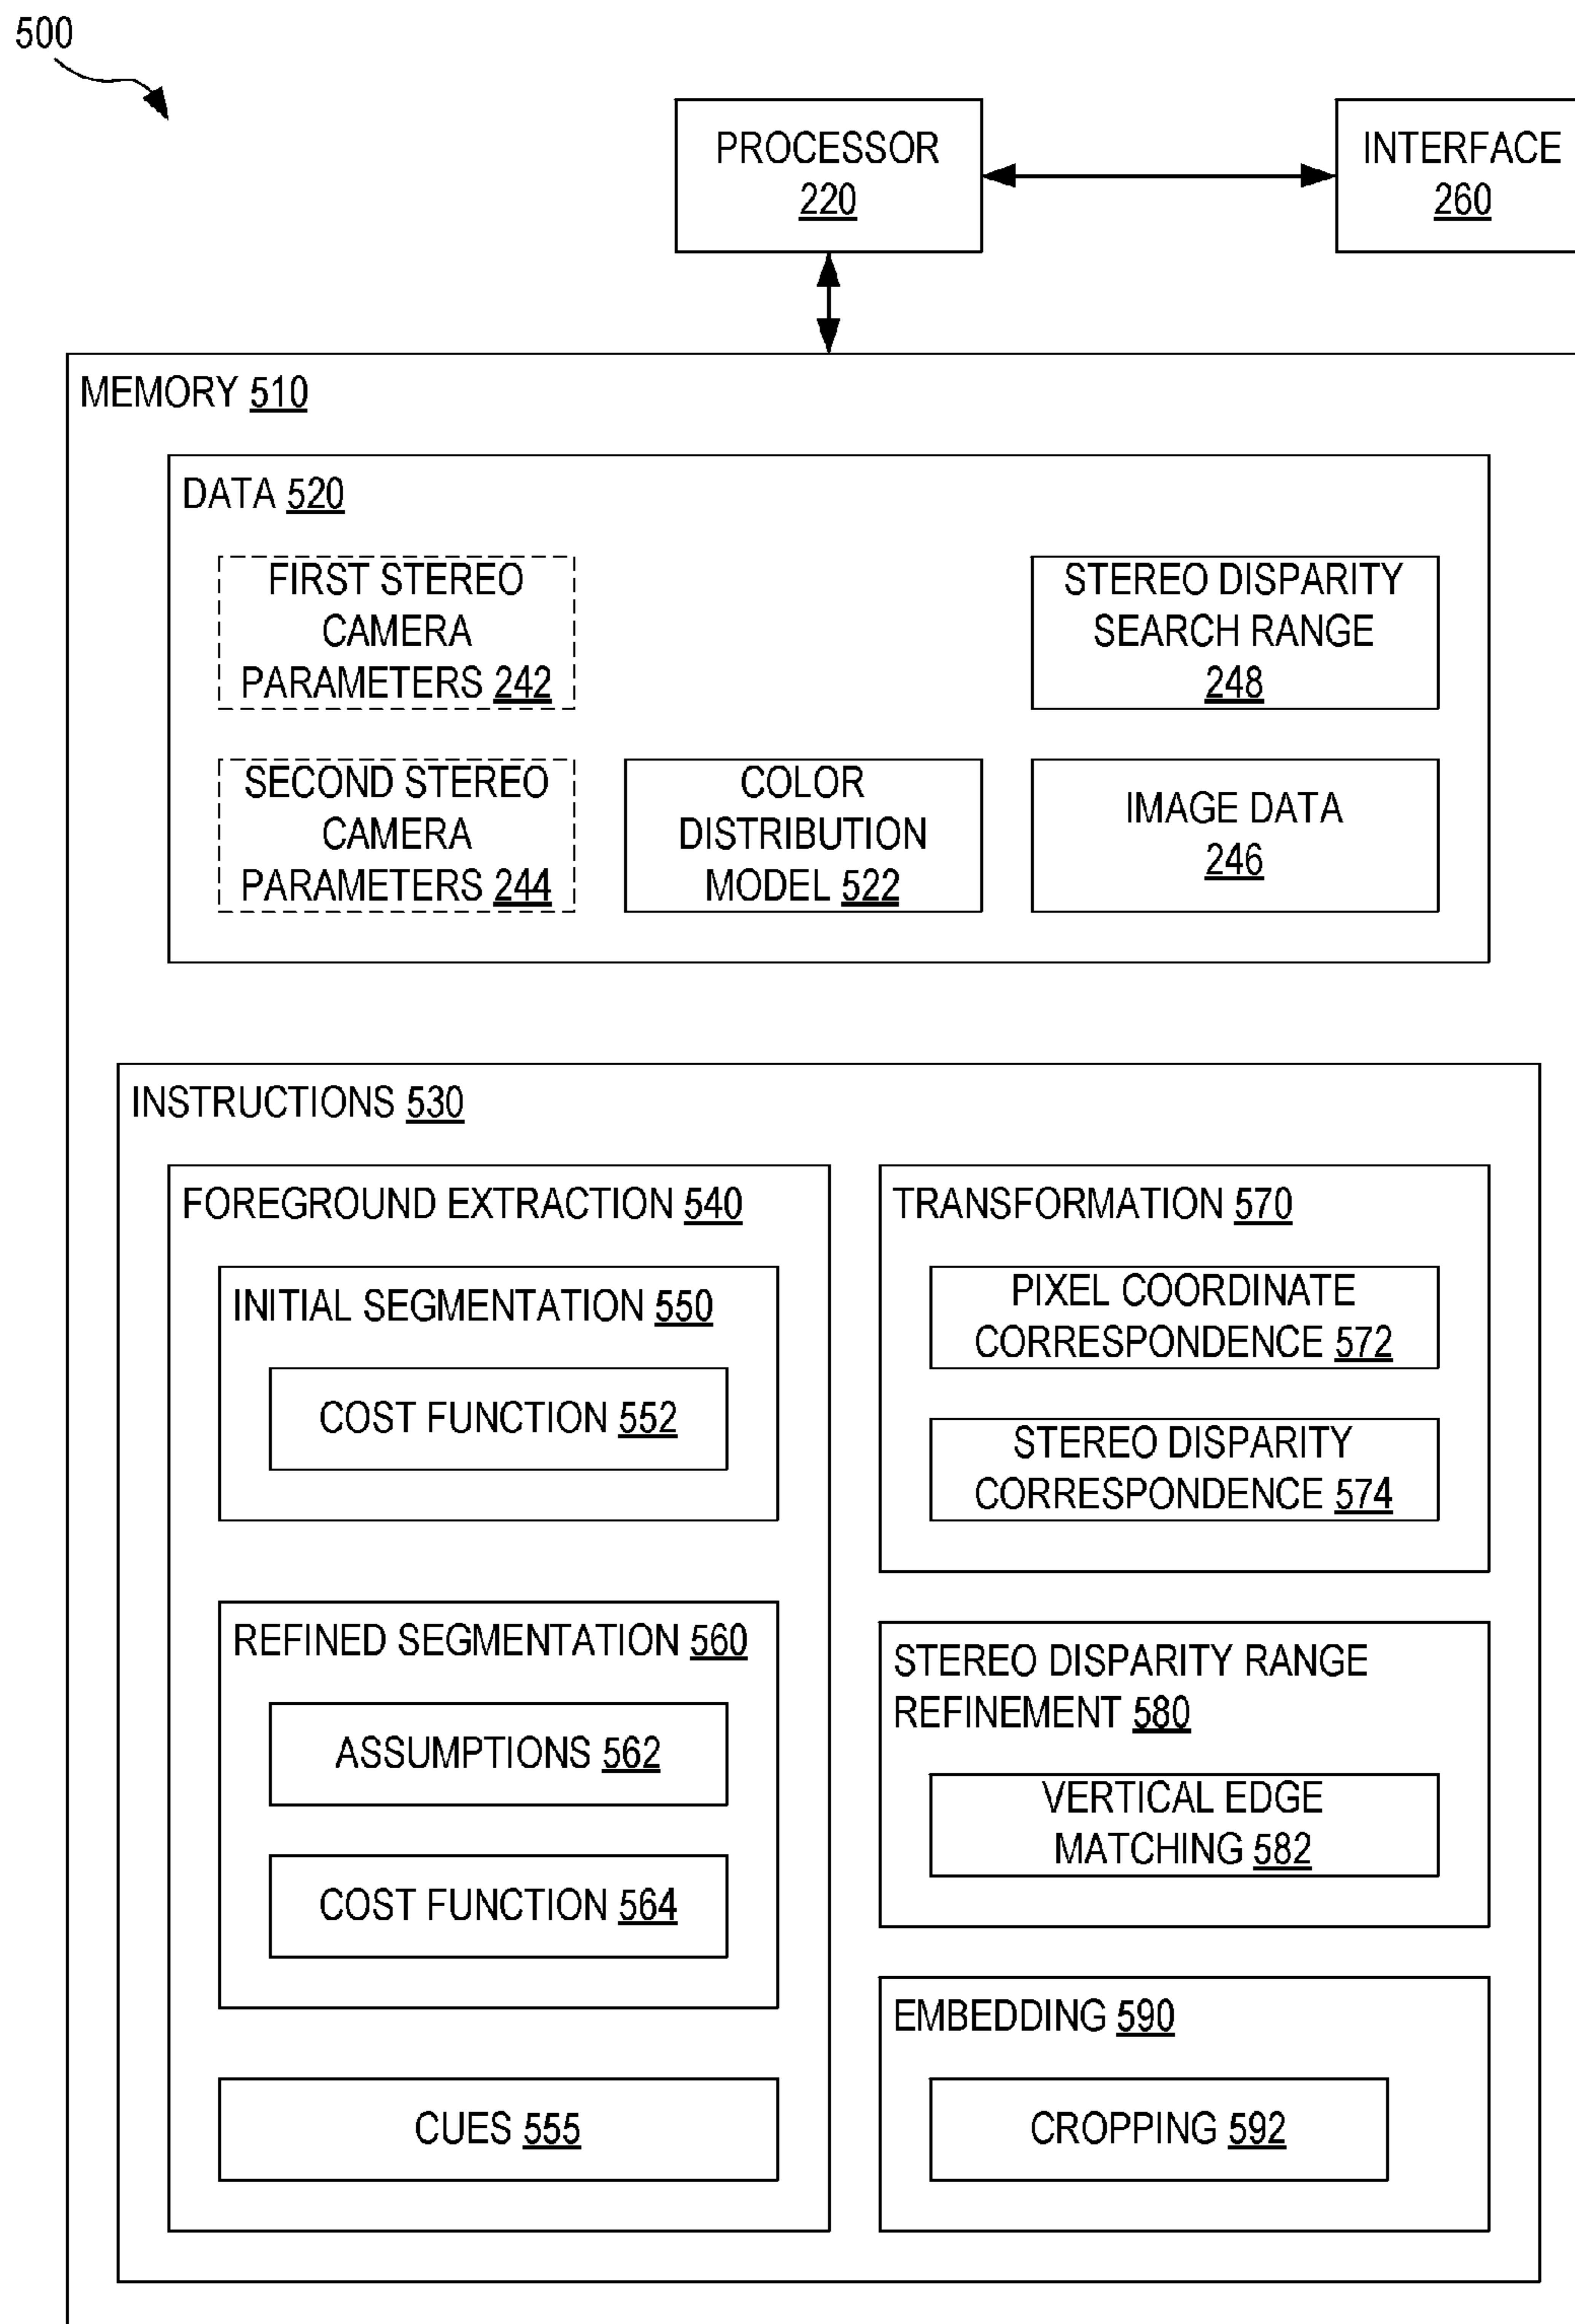 500
PROCESSOR
220
INTERFACE
260
MEMORY 510
DATA 520
FIRST STEREO
CAMERA
PARAMETERS 242
STEREO DISPARITY
SEARCH RANGE
248
SECOND STEREO
CAMERA
PARAMETERS 244
COLOR
DISTRIBUTION
MODEL 522
IMAGE DATA
246
INSTRUCTIONS 530
FOREGROUND EXTRACTION 540
INITIAL SEGMENTATION 550
COST FUNCTION 552
REFINED SEGMENTATION 560
ASSUMPTIONS 562
COST FUNCTION 564
CUES 555
TRANSFORMATION 570
PIXEL COORDINATE
CORRESPONDENCE 572
STEREO DISPARITY
CORRESPONDENCE 574
STEREO DISPARITY RANGE
REFINEMENT 580
VERTICAL EDGE
MATCHING 582
EMBEDDING 590
CROPPING 592